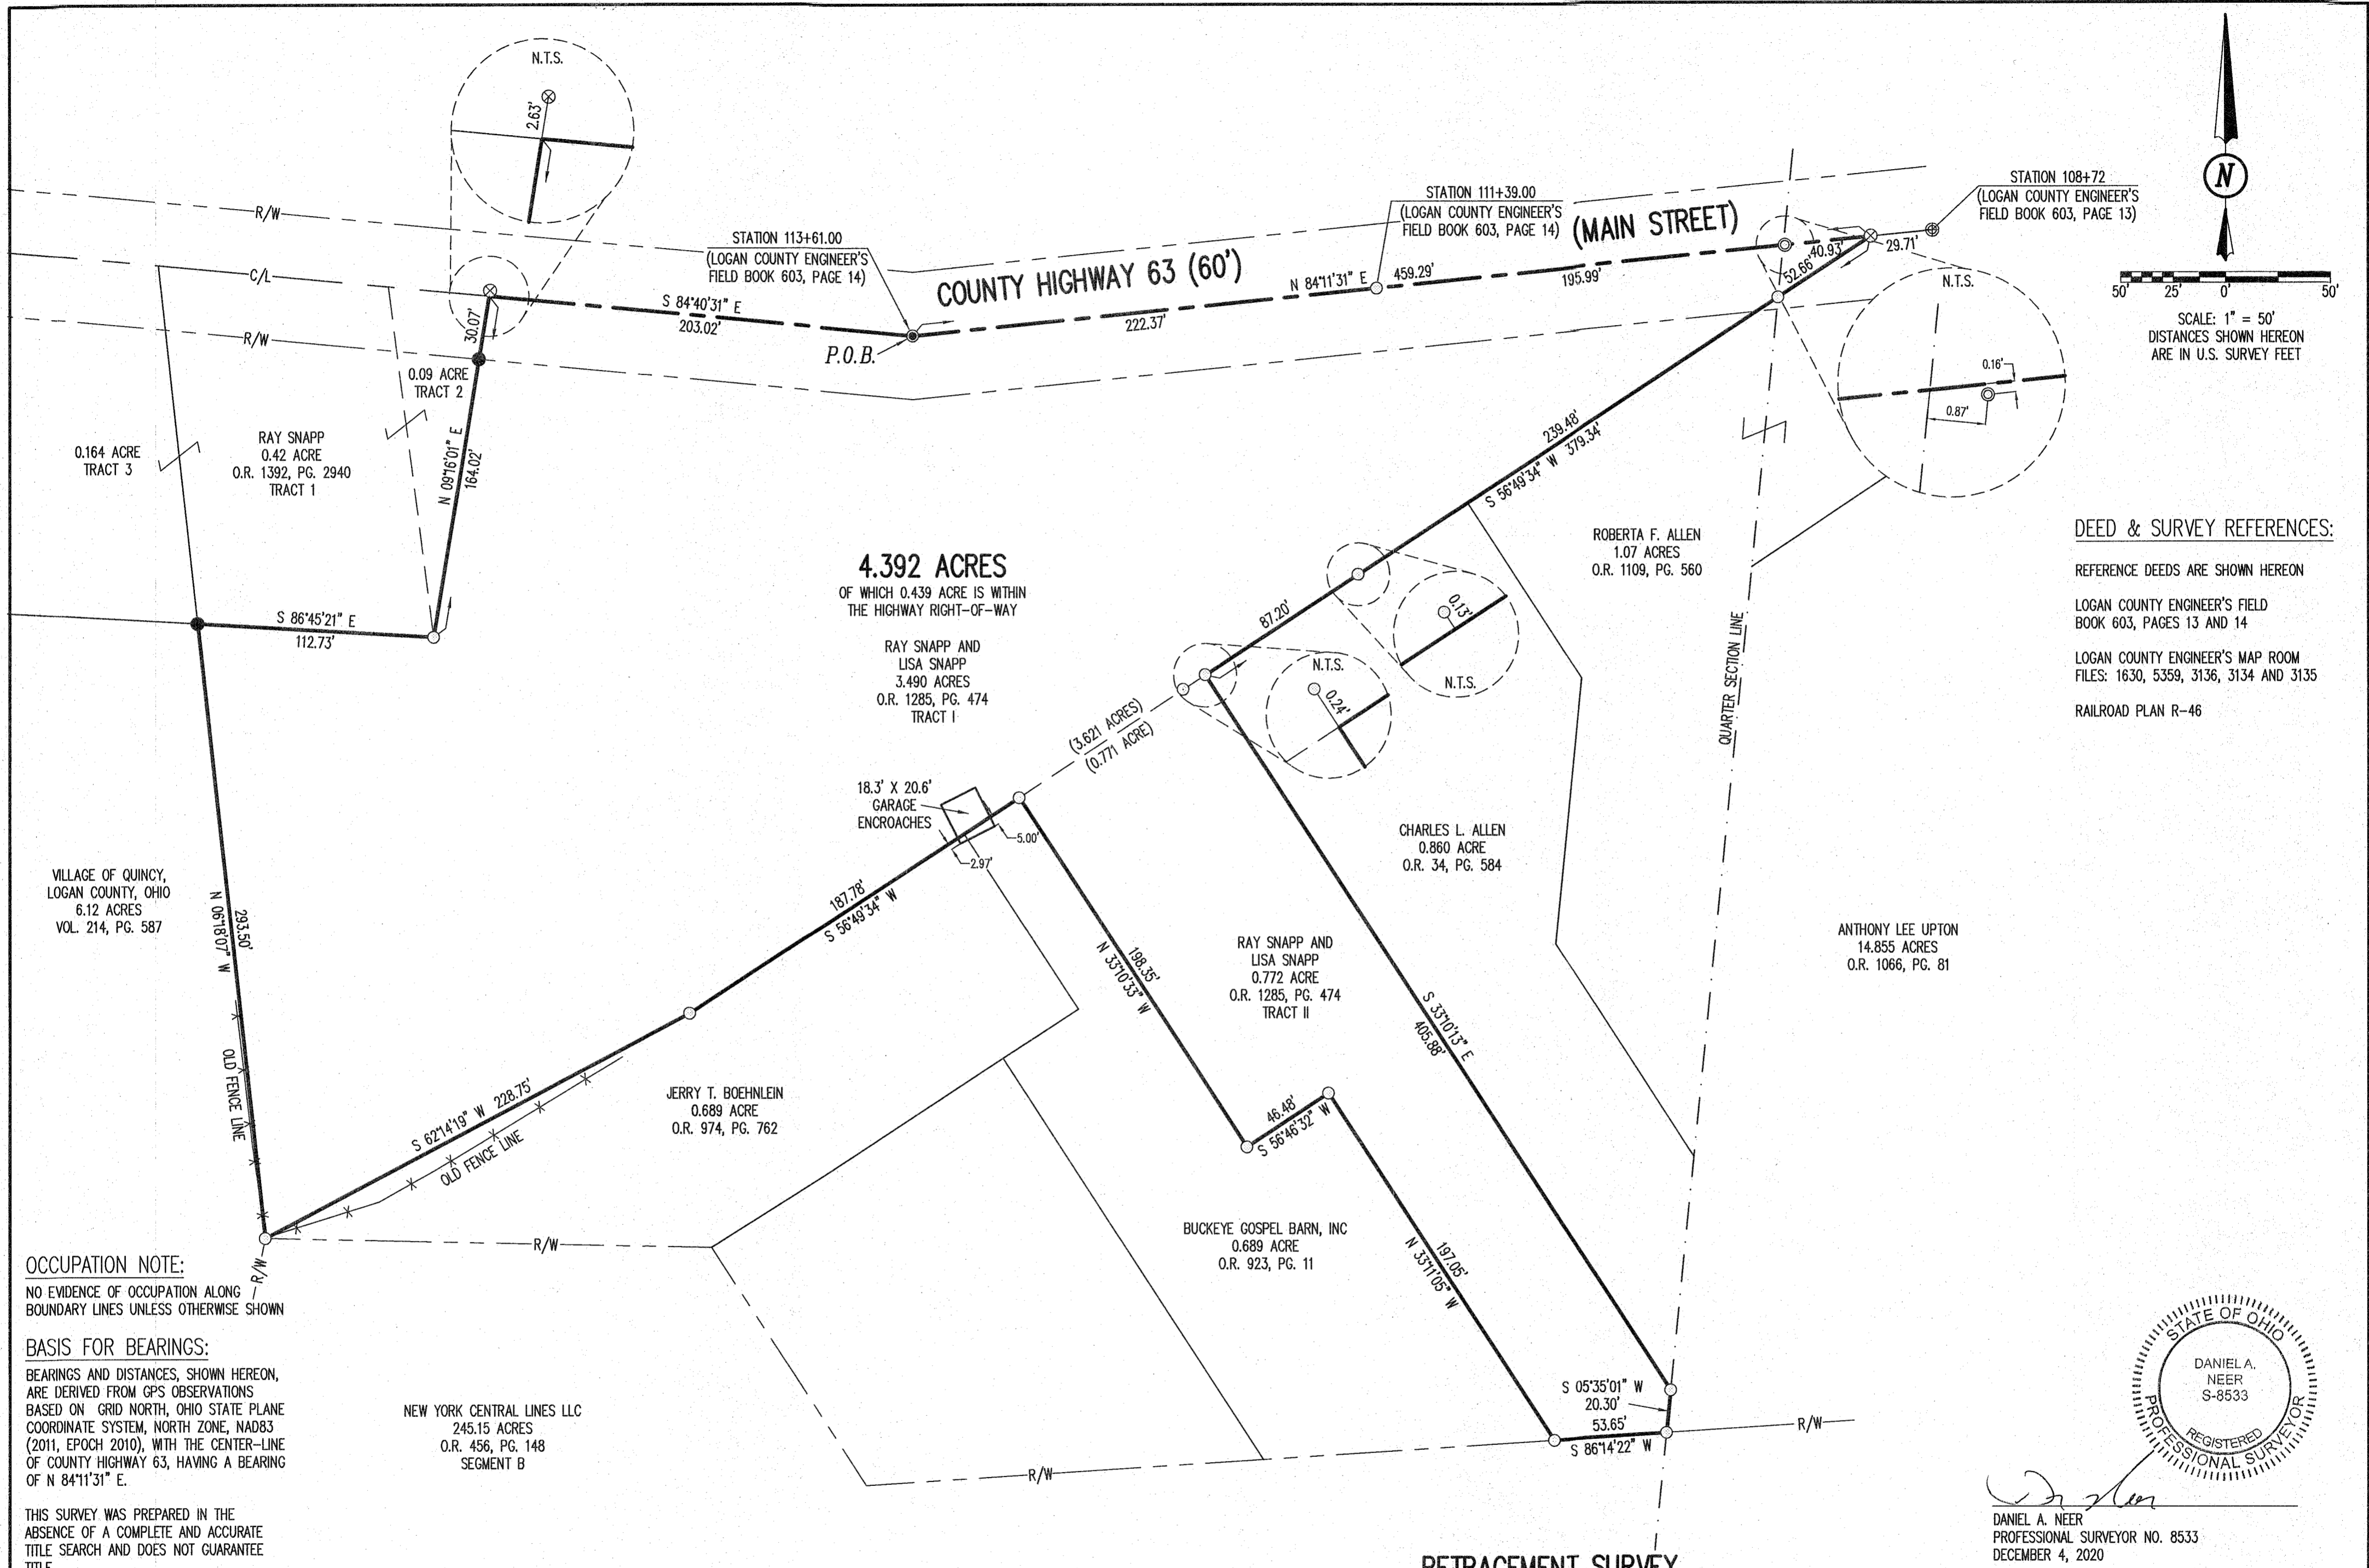 N.T.S.
2.63'
R/W
C/L
R/W
30.07'
S 84°40'31" E
203.02'
STATION 113+61.00
(LOGAN COUNTY ENGINEER'S
FIELD BOOK 603, PAGE 14)
P.O.B.
COUNTY HIGHWAY 63 (60') (MAIN STREET)
222.37'
N 84°11'31" E 459.29'
195.99'
STATION 111+39.00
(LOGAN COUNTY ENGINEER'S
FIELD BOOK 603, PAGE 14)
40.93'
29.71'
52.66'
STATION 108+72
(LOGAN COUNTY ENGINEER'S
FIELD BOOK 603, PAGE 13)
N
50' 25' 0' 50'
SCALE: 1" = 50'
DISTANCES SHOWN HEREON
ARE IN U.S. SURVEY FEET
N.T.S.
0.16'
0.87'
0.164 ACRE
TRACT 3
RAY SNAPP
0.42 ACRE
O.R. 1392, PG. 2940
TRACT 1
0.09 ACRE
TRACT 2
N 09°16'01" E
164.02'
S 86°45'21" E
112.73'
4.392 ACRES
OF WHICH 0.439 ACRE IS WITHIN
THE HIGHWAY RIGHT-OF-WAY
RAY SNAPP AND
LISA SNAPP
3.490 ACRES
O.R. 1285, PG. 474
TRACT I
239.48'
S 56°49'34" W 379.34'
87.20'
0.13'
N.T.S.
N.T.S.
0.24'
(3.621 ACRES)
(0.771 ACRE)
ROBERTA F. ALLEN
1.07 ACRES
O.R. 1109, PG. 560
QUARTER SECTION LINE
DEED & SURVEY REFERENCES:
REFERENCE DEEDS ARE SHOWN HEREON
LOGAN COUNTY ENGINEER'S FIELD
BOOK 603, PAGES 13 AND 14
LOGAN COUNTY ENGINEER'S MAP ROOM
FILES: 1630, 5359, 3136, 3134 AND 3135
RAILROAD PLAN R-46
18.3' X 20.6'
GARAGE
ENCROACHES
5.00'
2.97'
187.78'
S 56°49'34" W
CHARLES L. ALLEN
0.860 ACRE
O.R. 34, PG. 584
VILLAGE OF QUINCY,
LOGAN COUNTY, OHIO
6.12 ACRES
VOL. 214, PG. 587
293.50'
N 06°18'07" W
OLD FENCE LINE
198.35'
N 33°10'33" W
RAY SNAPP AND
LISA SNAPP
0.772 ACRE
O.R. 1285, PG. 474
TRACT II
S 33°10'13" E
405.88'
ANTHONY LEE UPTON
14.855 ACRES
O.R. 1066, PG. 81
S 62°14'19" W 228.75'
OLD FENCE LINE
JERRY T. BOEHNLEIN
0.689 ACRE
O.R. 974, PG. 762
46.48'
S 56°46'32" W
BUCKEYE GOSPEL BARN, INC
0.689 ACRE
O.R. 923, PG. 11
197.05'
N 33°11'05" W
R/W
R/W
OCCUPATION NOTE:
NO EVIDENCE OF OCCUPATION ALONG
BOUNDARY LINES UNLESS OTHERWISE SHOWN
BASIS FOR BEARINGS:
BEARINGS AND DISTANCES, SHOWN HEREON,
ARE DERIVED FROM GPS OBSERVATIONS
BASED ON GRID NORTH, OHIO STATE PLANE
COORDINATE SYSTEM, NORTH ZONE, NAD83
(2011, EPOCH 2010), WITH THE CENTER-LINE
OF COUNTY HIGHWAY 63, HAVING A BEARING
OF N 84°11'31" E.
THIS SURVEY WAS PREPARED IN THE
ABSENCE OF A COMPLETE AND ACCURATE
TITLE SEARCH AND DOES NOT GUARANTEE
TITLE
NEW YORK CENTRAL LINES LLC
245.15 ACRES
O.R. 456, PG. 148
SEGMENT B
R/W
S 05°35'01" W
20.30'
53.65'
S 86°14'22" W
R/W
RETRACEMENT SURVEY
STATE OF OHIO
DANIEL A.
NEER
S-8533
REGISTERED
PROFESSIONAL SURVEYOR
DANIEL A. NEER
PROFESSIONAL SURVEYOR NO. 8533
DECEMBER 4, 2020